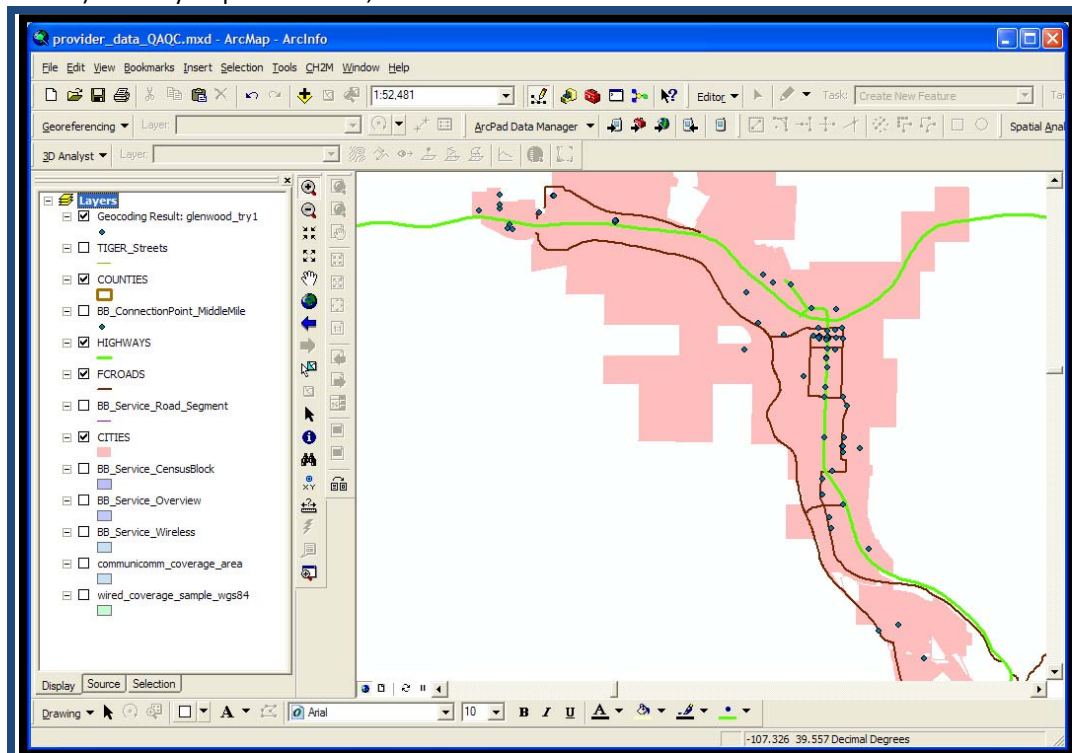 provider_data_QAQC.mxd - ArcMap - ArcInfo
File Edit View Bookmarks Insert Selection Tools CH2M Window Help
1:52,481 Editor Task: Create New Feature
Georeferencing Layer: ArcPad Data Manager Spatial Anal
3D Analyst Layer:
Layers
Geocoding Result: glenwood_try1
TIGER_Streets
COUNTIES
BB_ConnectionPoint_MiddleMile
HIGHWAYS
FCROADS
BB_Service_Road_Segment
CITIES
BB_Service_CensusBlock
BB_Service_Overview
BB_Service_Wireless
communicomm_coverage_area
wired_coverage_sample_wgs84
Display Source Selection
Drawing A Arial 10 B I U A
-107.326 39.557 Decimal Degrees